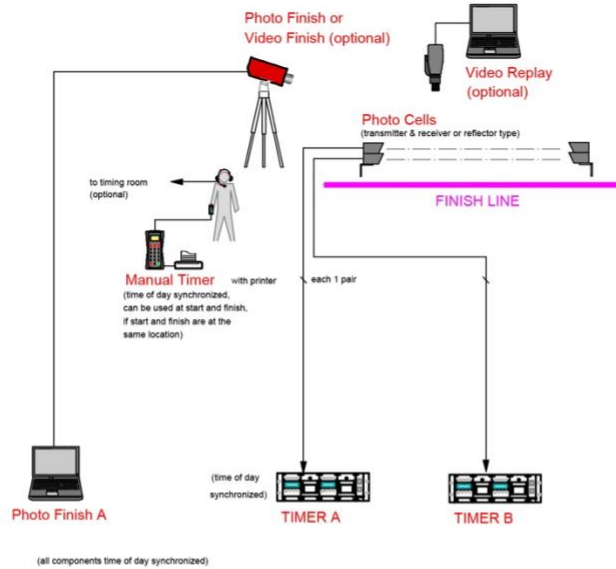 Photo Finish or
Video Finish (optional)
Video Replay
(optional)
Photo Cells
(transmitter & receiver or reflector type)
to timing room
(optional)
FINISH LINE
Manual Timer with printer
each 1 pair
(time of day synchronized,
can be used at start and finish,
if start and finish are at the
same location)
(time of day
synchronized)
Photo Finish A
TIMER A
TIMER B
(all components time of day synchronized)